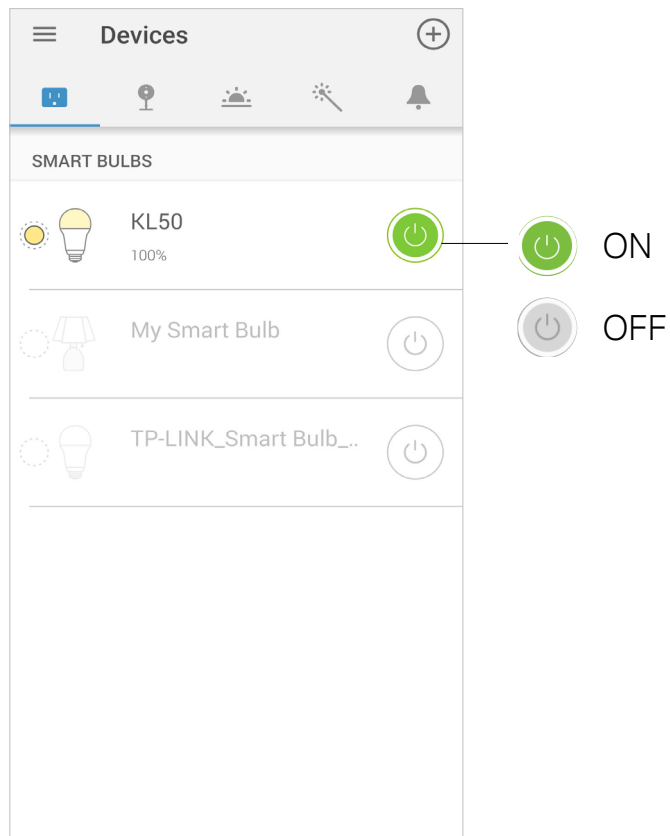 Devices
SMART BULBS
KL50
100%
ON
OFF
My Smart Bulb
TP-LINK_Smart Bulb_..